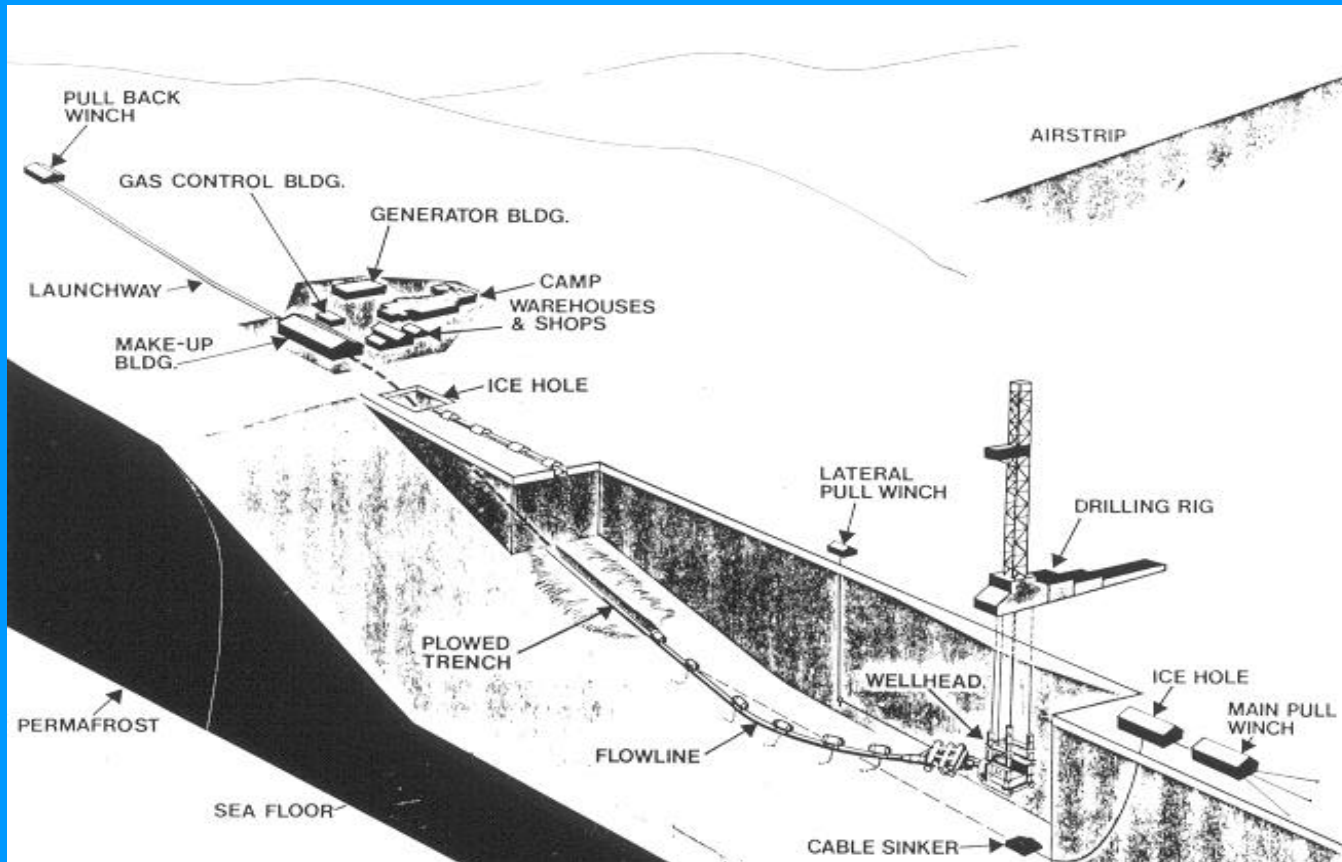 PULL BACK
WINCH
AIRSTRIP
GAS CONTROL BLDG.
GENERATOR BLDG.
LAUNCHWAY
CAMP
WAREHOUSES
& SHOPS
MAKE-UP
BLDG.
ICE HOLE
LATERAL
PULL WINCH
DRILLING RIG
PLOWED
TRENCH
WELLHEAD
ICE HOLE
MAIN PULL
WINCH
PERMAFROST
FLOWLINE
SEA FLOOR
CABLE SINKER